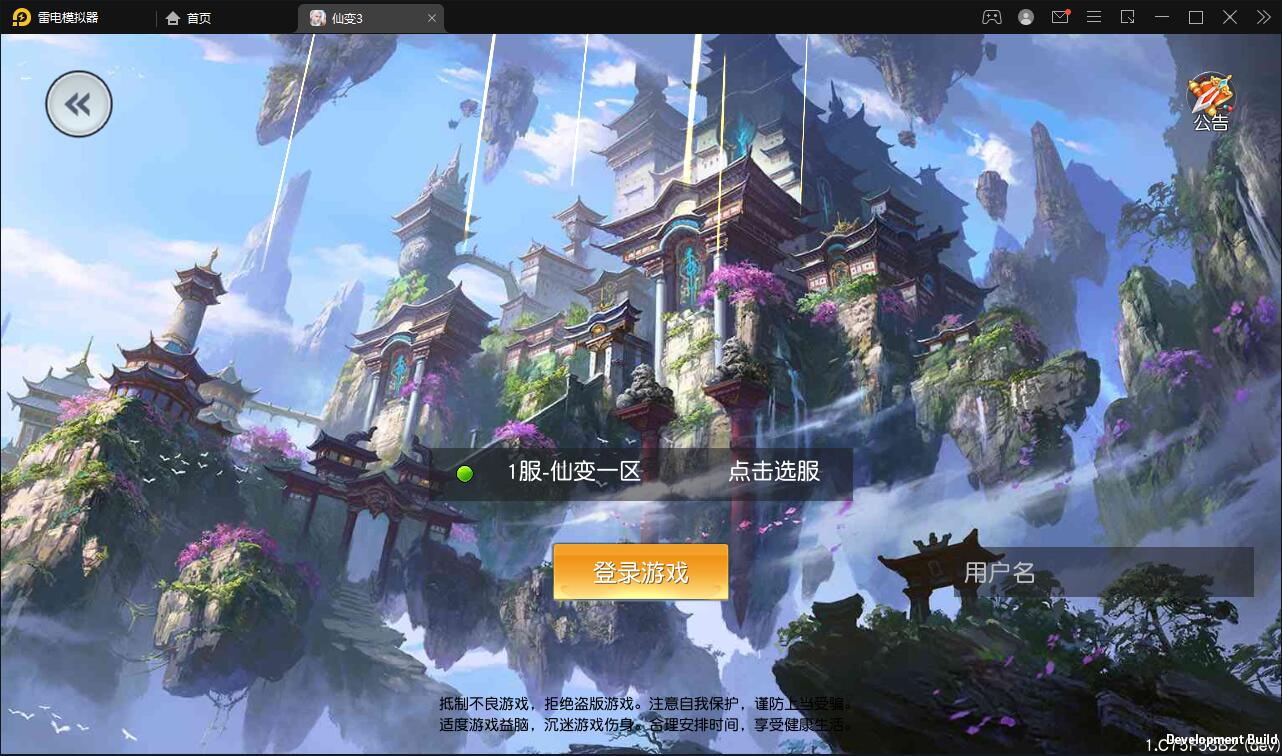 雷电模拟器
首页
仙变3
公告
1服-仙变一区
点击选服
登录游戏
用户名
抵制不良游戏，拒绝盗版游戏。注意自我保护，谨防上当受骗。
适度游戏益脑，沉迷游戏伤身。合理安排时间，享受健康生活。
Development Build